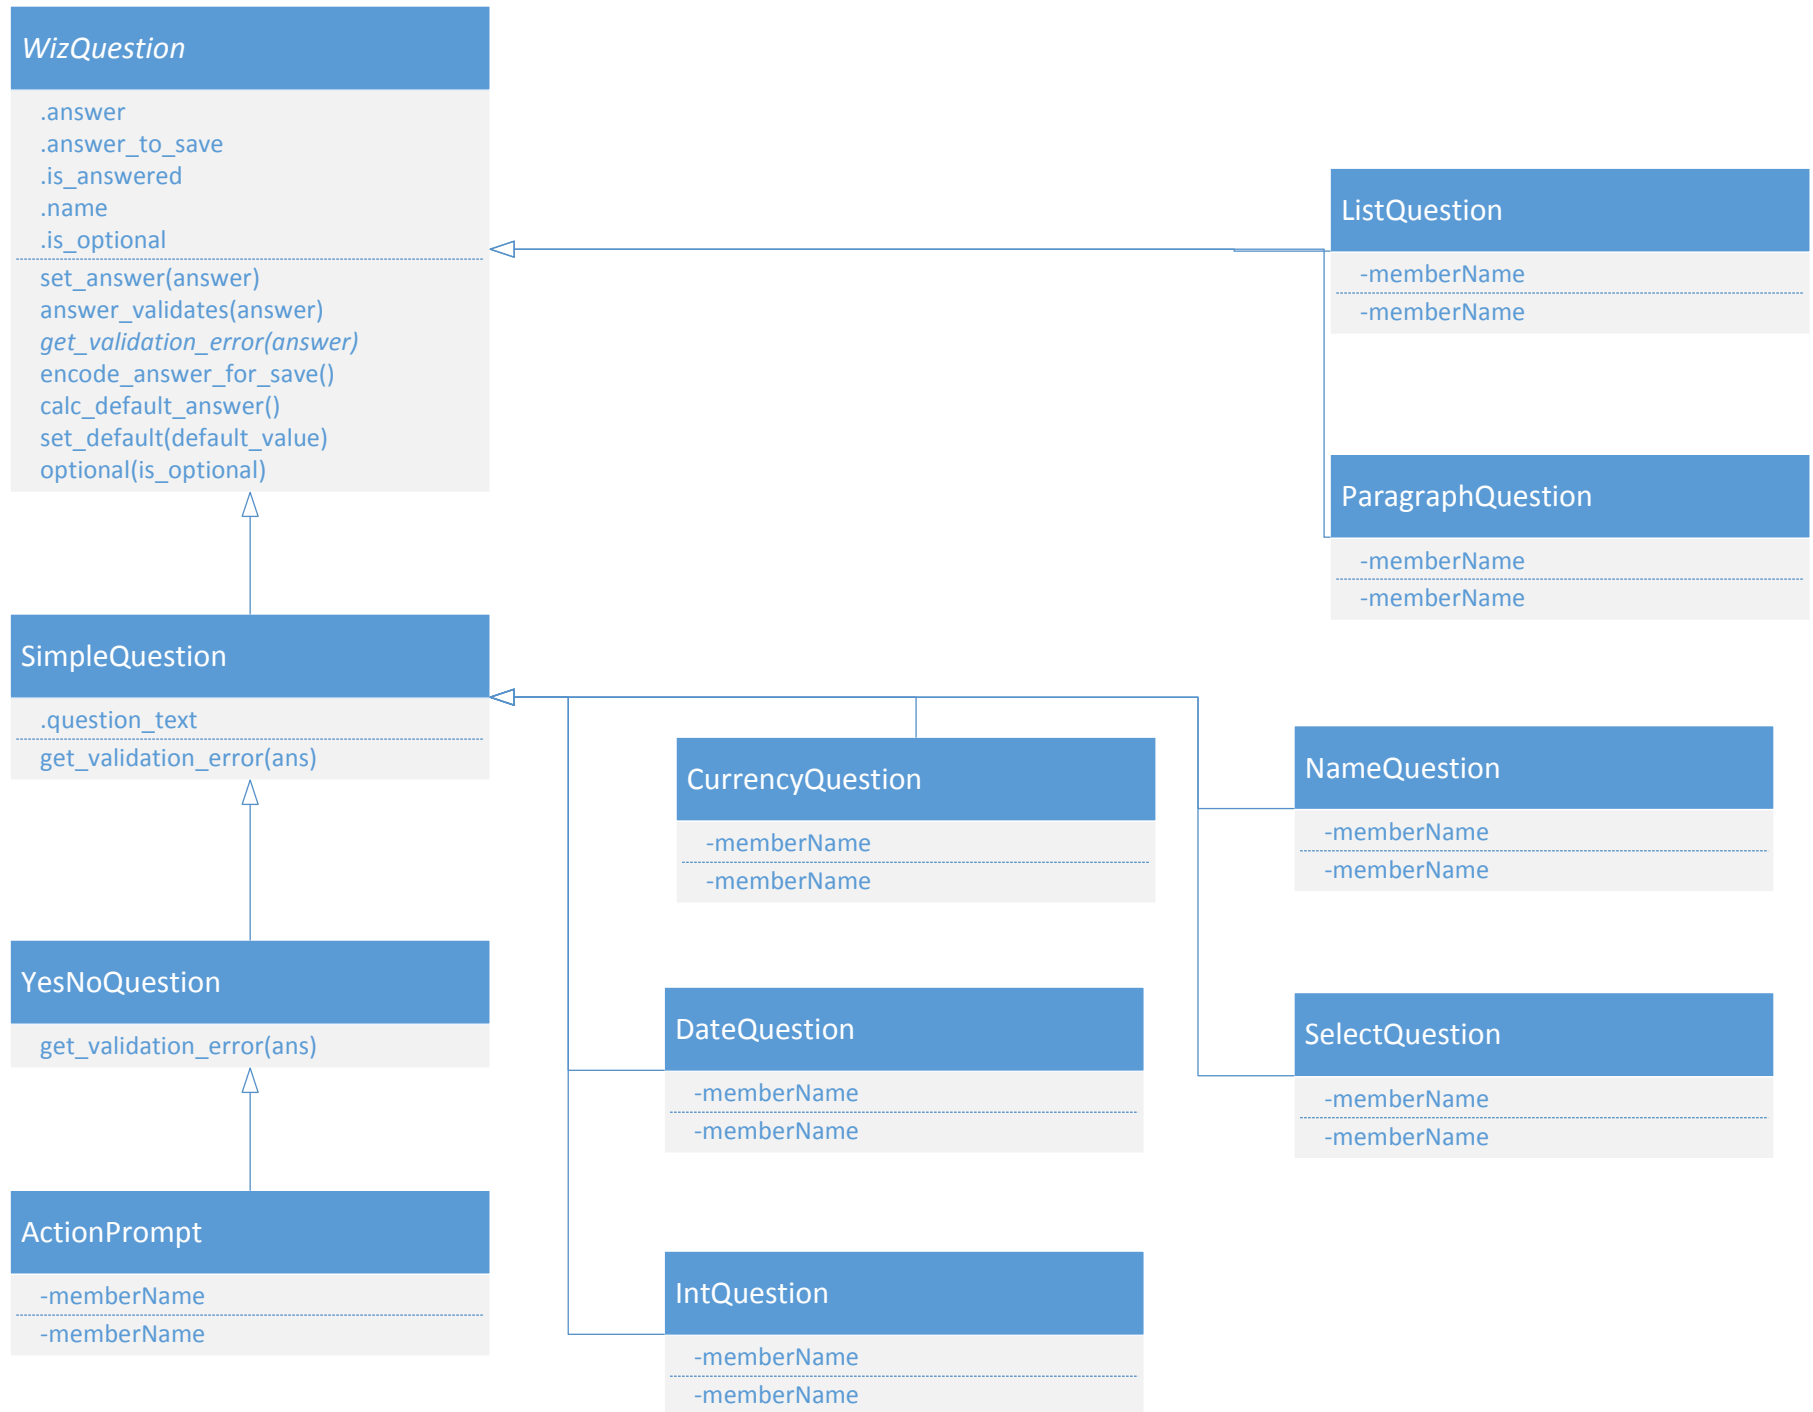 WizQuestion
.answer
.answer_to_save
.is_answered
.name
.is_optional
set_answer(answer)
answer_validates(answer)
get_validation_error(answer)
encode_answer_for_save()
calc_default_answer()
set_default(default_value)
optional(is_optional)
ListQuestion
-memberName
-memberName
ParagraphQuestion
-memberName
-memberName
SimpleQuestion
.question_text
get_validation_error(ans)
CurrencyQuestion
-memberName
-memberName
NameQuestion
-memberName
-memberName
YesNoQuestion
get_validation_error(ans)
DateQuestion
-memberName
-memberName
SelectQuestion
-memberName
-memberName
ActionPrompt
-memberName
-memberName
IntQuestion
-memberName
-memberName